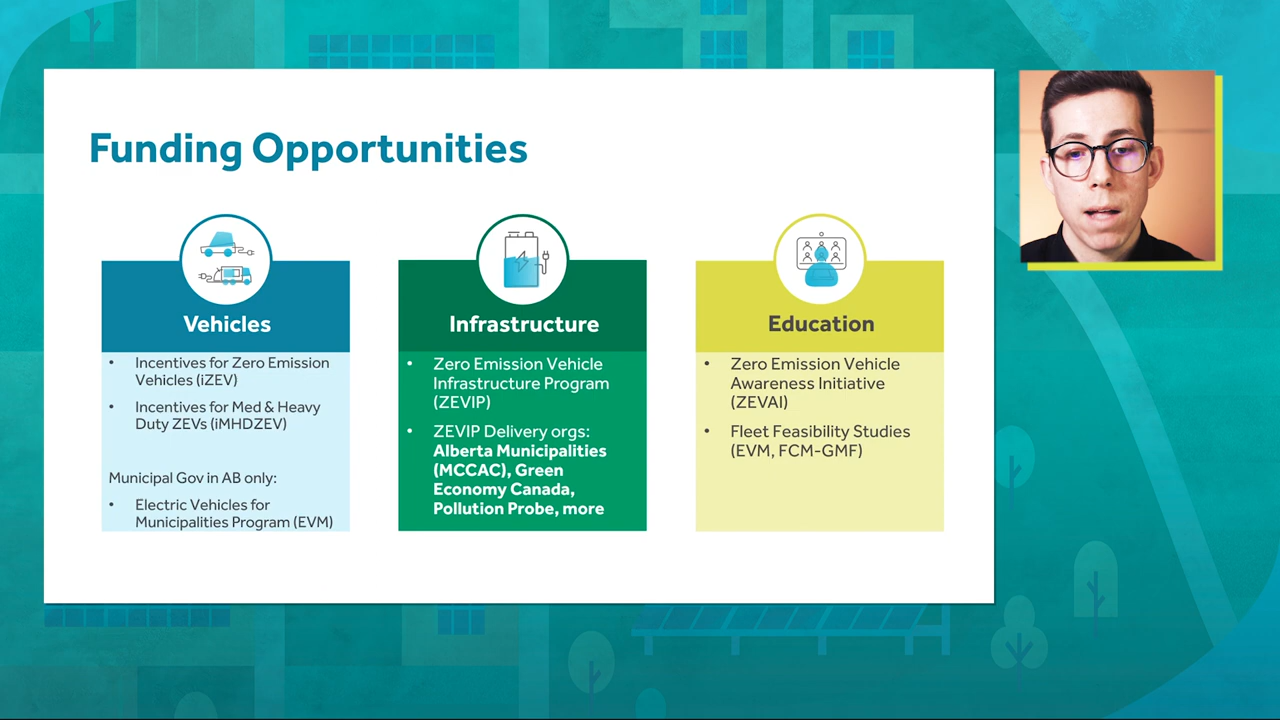 Funding Opportunities
Vehicles
• Incentives for Zero Emission
Vehicles (iZEV)
• Incentives for Med & Heavy
Duty ZEVs (iMHDZEV)
Municipal Gov in AB only:
• Electric Vehicles for
Municipalities Program (EVM)
Infrastructure
• Zero Emission Vehicle
Infrastructure Program
(ZEVIP)
• ZEVIP Delivery orgs:
Alberta Municipalities
(MCCAC), Green
Economy Canada,
Pollution Probe, more
Education
• Zero Emission Vehicle
Awareness Initiative
(ZEVAI)
• Fleet Feasibility Studies
(EVM, FCM-GMF)